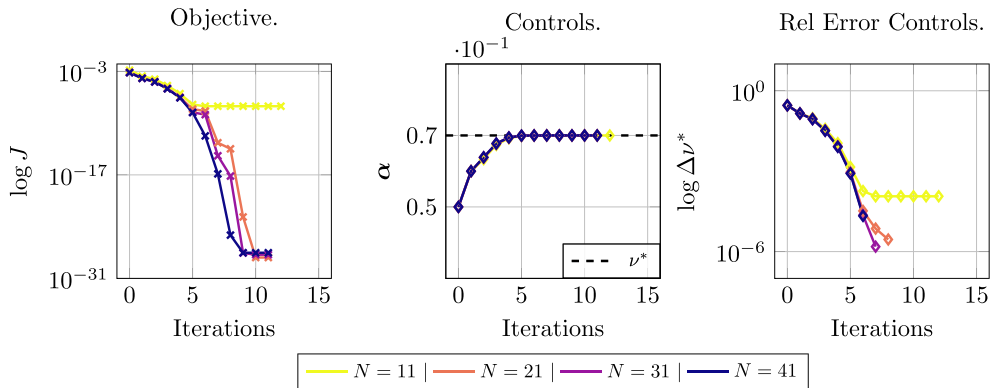 Objective.
10^-3
10^-17
10^-31
log J
0 5 10 15
Iterations
Controls.
·10^-1
0.7
0.5
α
ν*
0 5 10 15
Iterations
Rel Error Controls.
10^0
10^-6
log Δν*
0 5 10 15
Iterations
N = 11 | N = 21 | N = 31 | N = 41